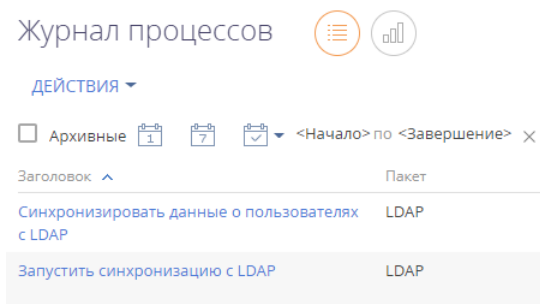 Журнал процессов
ДЕЙСТВИЯ
Архивные 1 7 <Начало> по <Завершение>
Заголовок Пакет
Синхронизировать данные о пользователях LDAP
с LDAP
Запустить синхронизацию с LDAP LDAP